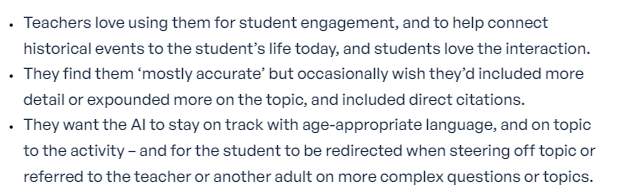 • Teachers love using them for student engagement, and to help connect
historical events to the student’s life today, and students love the interaction.
• They find them ‘mostly accurate’ but occasionally wish they’d included more
detail or expounded more on the topic, and included direct citations.
• They want the AI to stay on track with age-appropriate language, and on topic
to the activity – and for the student to be redirected when steering off topic or
referred to the teacher or another adult on more complex questions or topics.